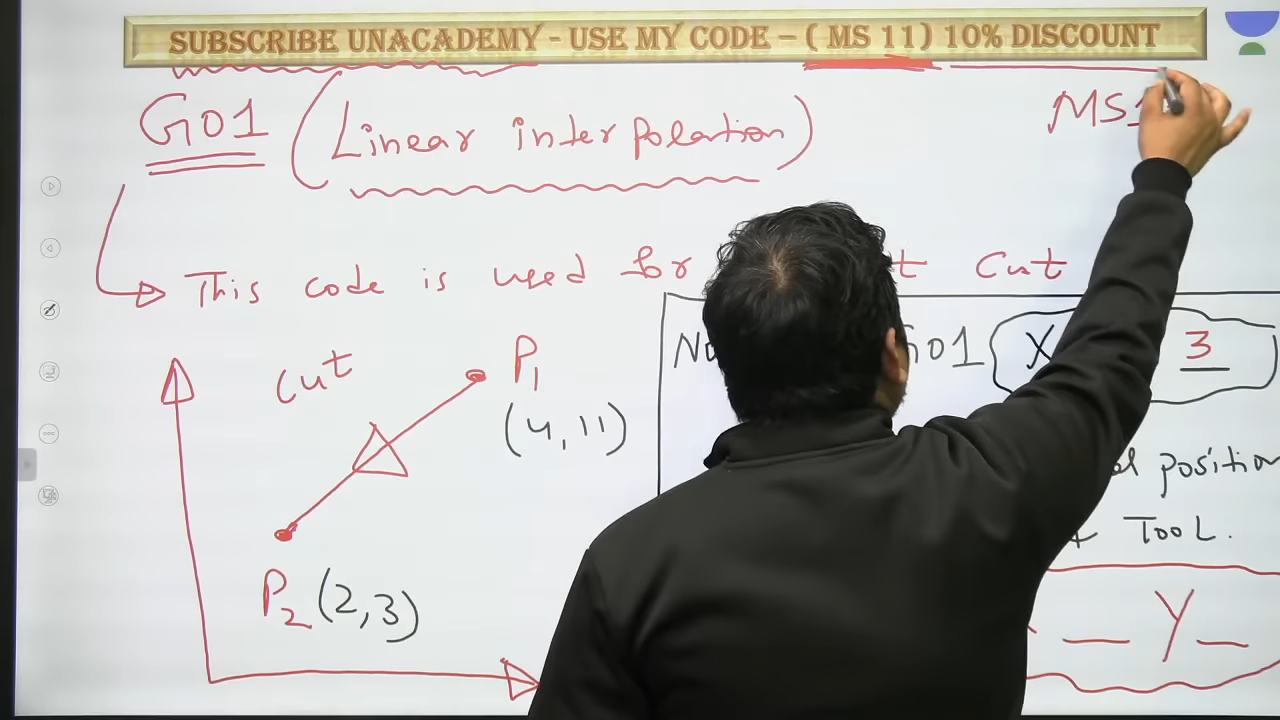 SUBSCRIBE UNACADEMY - USE MY CODE – ( MS 11) 10% DISCOUNT
G01 (Linear interpolation)
MS1
This code is used for t cut
cut
P1
(4,11)
P2 (2,3)
G01 X 3
position
TOOL.
Y